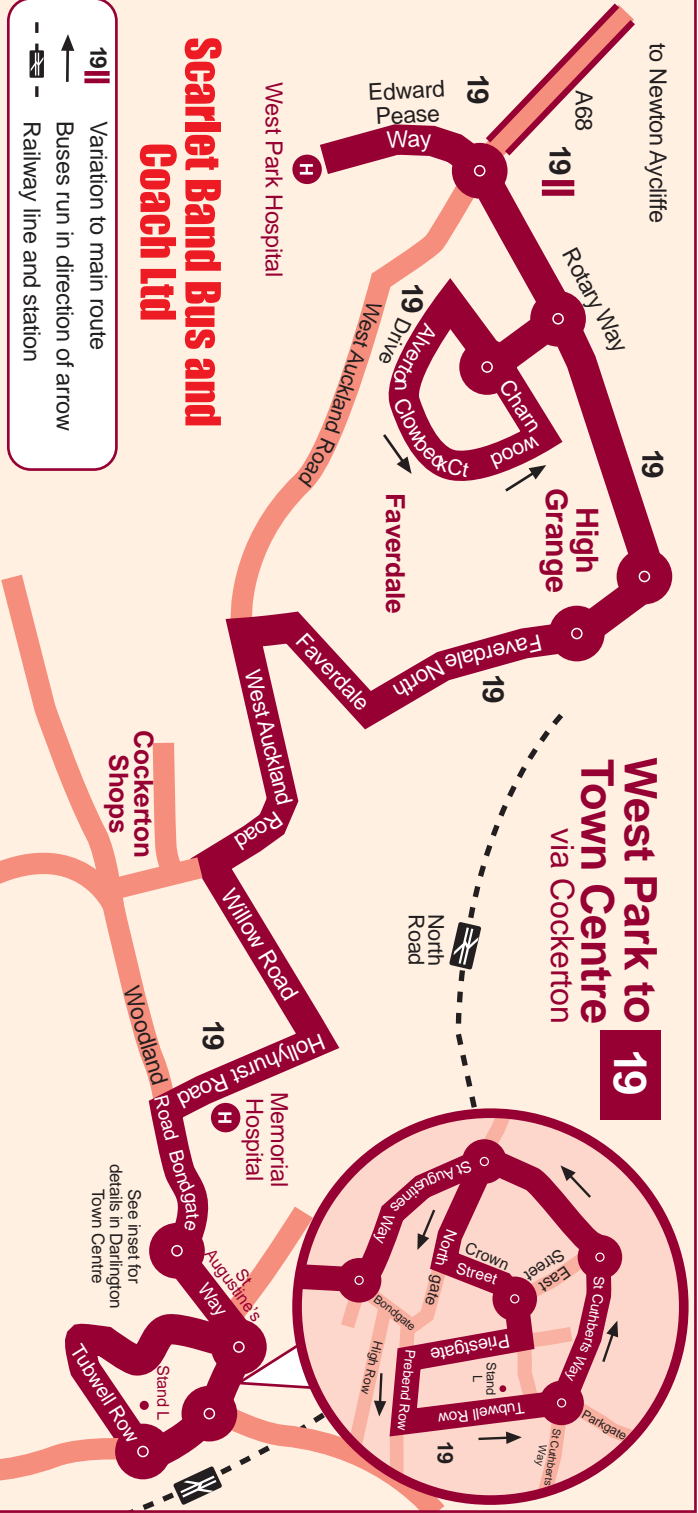 West Park to
Town Centre
via Cockerton
19
to Newton Aycliffe
A68
19
19
Edward
Pease
Way
H
West Park Hospital
Rotary Way
19
Charn
wood
Drive
19
Alverton
Clowbeck Ct
West Auckland Road
High
Grange
Faverdale
Faverdale North
19
Faverdale
West Auckland
Road
Cockerton
Shops
Willow Road
North
Road
Hollyhurst Road
19
Woodland
Road
Memorial
Hospital
H
Bondgate
St.
Augustine's
Way
See inset for
details in Darlington
Town Centre
Stand L
Tubwell Row
St Augustines
Way
North
gate
Crown
Street
East
Street
St Cuthberts Way
Bondgate
High Row
Priestgate
Prebend Row
Stand
L
Tubwell Row
19
Parkgate
St Cuthberts
Way
Scarlet Band Bus and
Coach Ltd
19 Variation to main route
Buses run in direction of arrow
Railway line and station